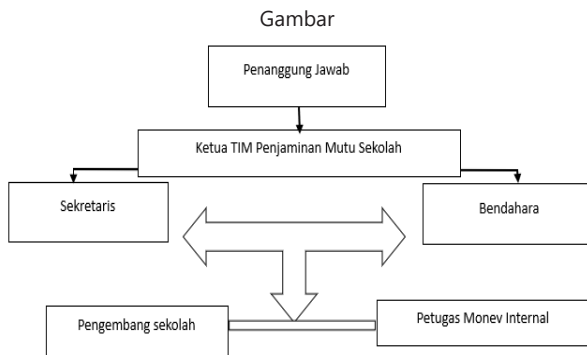 Gambar
Penanggung Jawab
Ketua TIM Penjaminan Mutu Sekolah
Sekretaris
Bendahara
Pengembang sekolah
Petugas Monev Internal